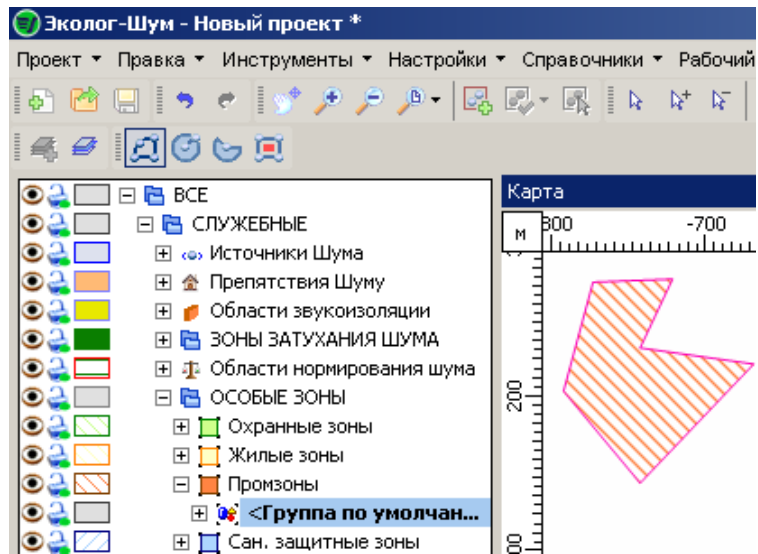 Эколог-Шум - Новый проект *
Проект Правка Инструменты Настройки Справочники Рабочий
ВСЕ
СЛУЖЕБНЫЕ
Источники Шума
Препятствия Шуму
Области звукоизоляции
ЗОНЫ ЗАТУХАНИЯ ШУМА
Области нормирования шума
ОСОБЫЕ ЗОНЫ
Охранные зоны
Жилые зоны
Промзоны
<Группа по умолчан...
Сан. защитные зоны
Карта
м
800 -700
200